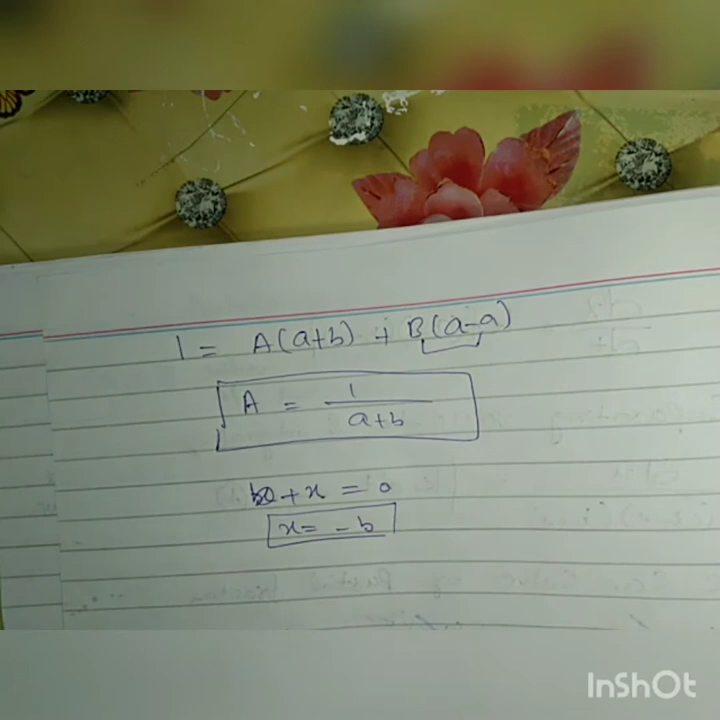 1 = A(a+b) + B(a-a)
A = 1/(a+b)
b+x = 0
x = -b
InShOt